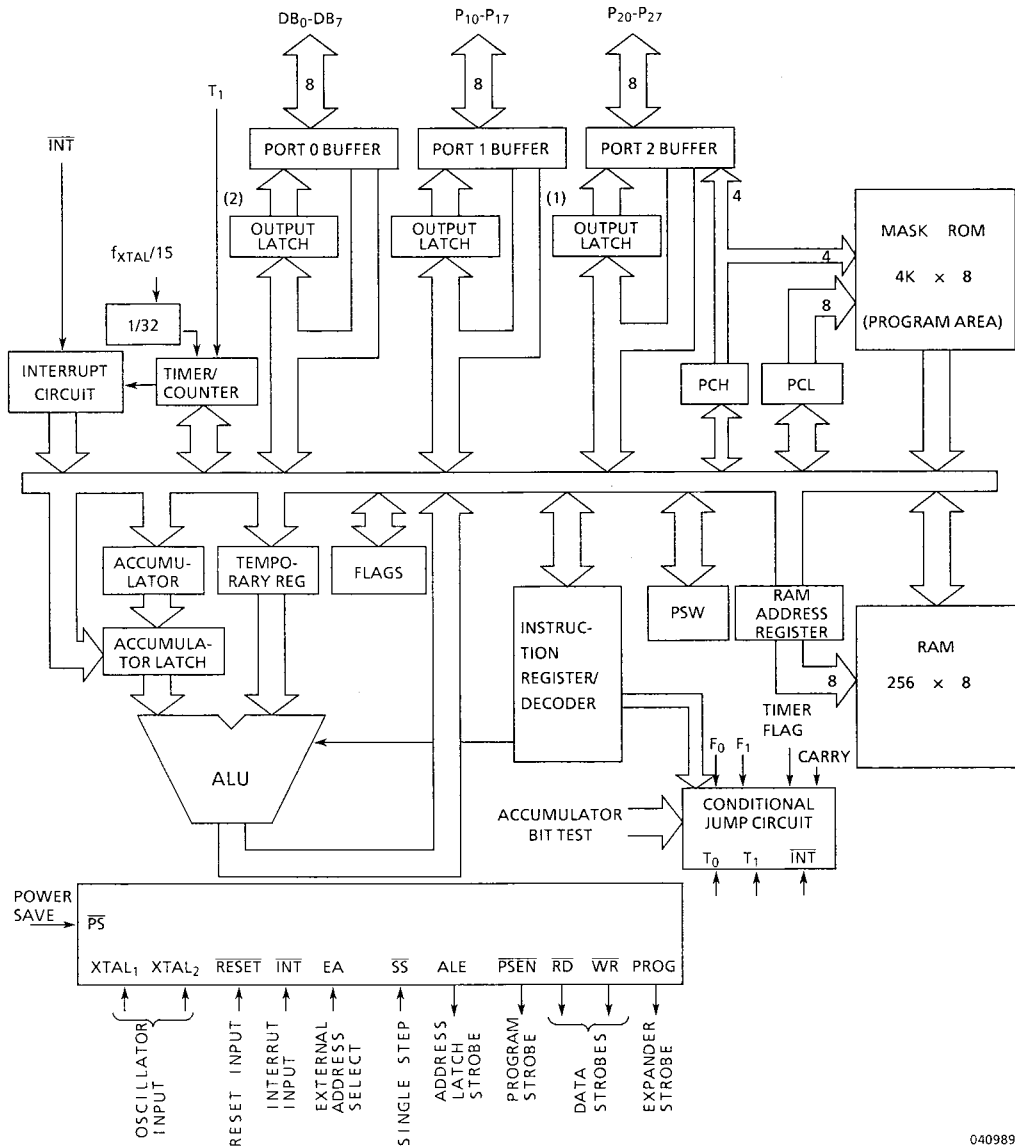 DB0-DB7
P10-P17
P20-P27
8
8
8
T1
INT
PORT 0 BUFFER
PORT 1 BUFFER
PORT 2 BUFFER
(2)
(1)
4
OUTPUT
LATCH
OUTPUT
LATCH
OUTPUT
LATCH
MASK ROM
4K × 8
(PROGRAM AREA)
4
8
fXTAL/15
1/32
INTERRUPT
CIRCUIT
TIMER/
COUNTER
PCH
PCL
ACCUMU-
LATOR
TEMPO-
RARY REG
FLAGS
INSTRUC-
TION
REGISTER/
DECODER
PSW
RAM
ADDRESS
REGISTER
RAM
256 × 8
8
ACCUMULA-
TOR LATCH
ALU
TIMER
FLAG
F0
F1
CARRY
ACCUMULATOR
BIT TEST
CONDITIONAL
JUMP CIRCUIT
T0
T1
INT
POWER
SAVE
PS
XTAL1
XTAL2
RESET
INT
EA
SS
ALE
PSEN
RD
WR
PROG
OSCILLATOR
INPUT
RESET INPUT
INTERRUT
INPUT
EXTERNAL
ADDRESS
SELECT
SINGLE STEP
ADDRESS
LATCH
STROBE
PROGRAM
STROBE
DATA
STROBES
EXPANDER
STROBE
040989